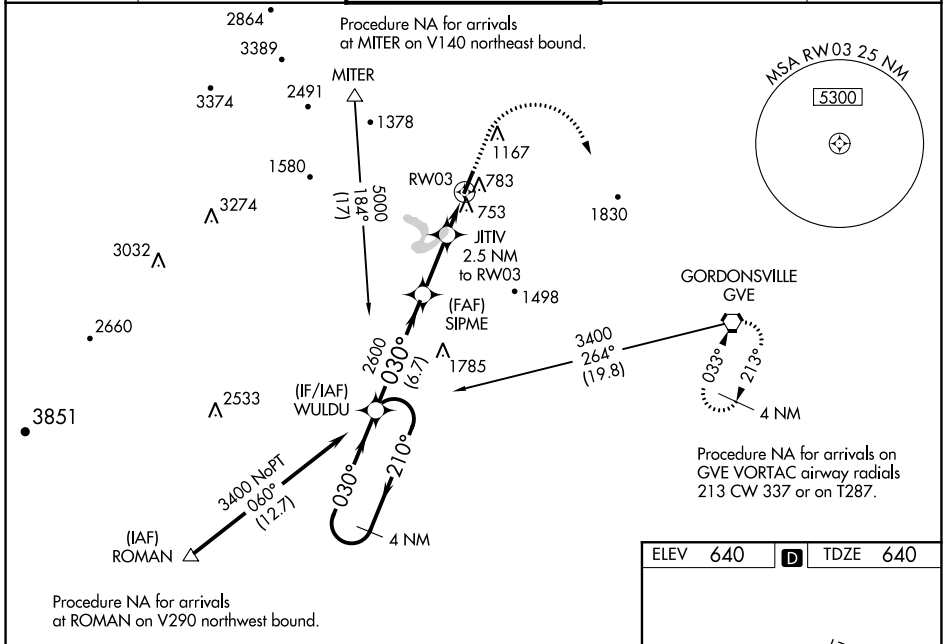 2864
Procedure NA for arrivals
at MITER on V140 northeast bound.
3389
MITER
3374
2491
1378
MSA RW03 25 NM
5300
1167
1580
RW03
783
753
5000
184°
(17)
1830
3274
JITIV
2.5 NM
to RW03
3032
GORDONSVILLE
GVE
1498
(FAF)
SIPME
2660
2600
030°
(6.7)
3400
264°
(19.8)
1785
033°
213°
4 NM
(IF/IAF)
WULDU
2533
3851
030°
210°
4 NM
Procedure NA for arrivals on
GVE VORTAC airway radials
213 CW 337 or on T287.
3400 NoPT
060°
(12.7)
(IAF)
ROMAN
ELEV 640 D TDZE 640
Procedure NA for arrivals
at ROMAN on V290 northwest bound.